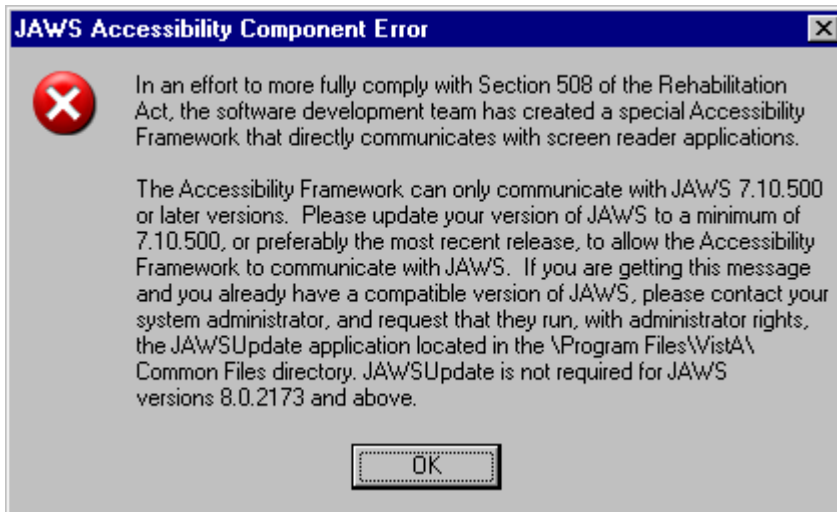 JAWS Accessibility Component Error
In an effort to more fully comply with Section 508 of the Rehabilitation
Act, the software development team has created a special Accessibility
Framework that directly communicates with screen reader applications.
The Accessibility Framework can only communicate with JAWS 7.10.500
or later versions.  Please update your version of JAWS to a minimum of
7.10.500, or preferably the most recent release, to allow the Accessibility
Framework to communicate with JAWS.  If you are getting this message
and you already have a compatible version of JAWS, please contact your
system administrator, and request that they run, with administrator rights,
the JAWSUpdate application located in the \Program Files\VistA\
Common Files directory. JAWSUpdate is not required for JAWS
versions 8.0.2173 and above.
OK